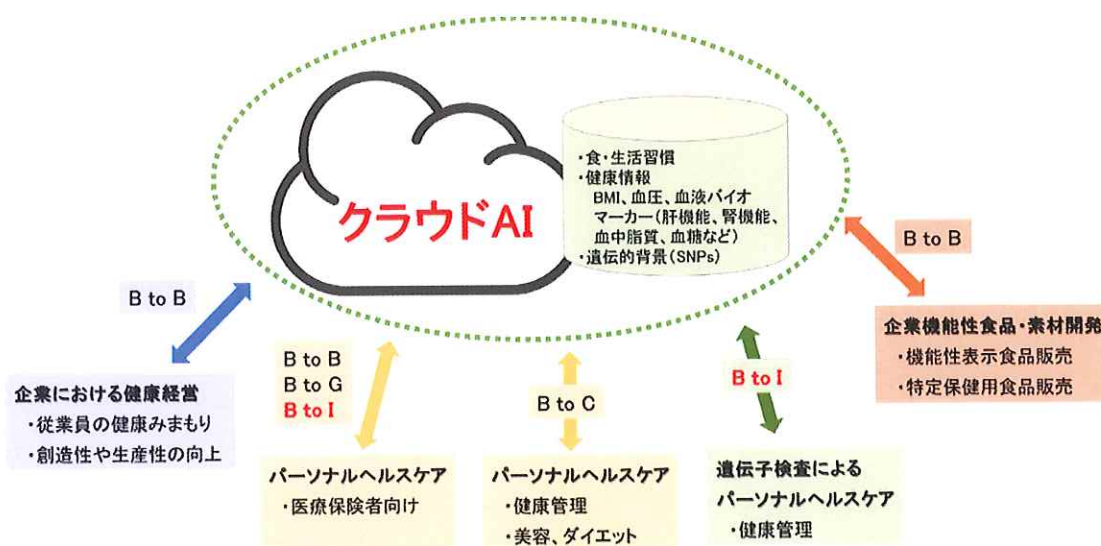 クラウドAI
・食・生活習慣
・健康情報
BMI、血圧、血液バイオ
マーカー(肝機能、腎機能、
血中脂質、血糖など)
・遺伝的背景(SNPs)
B to B
企業における健康経営
・従業員の健康みまもり
・創造性や生産性の向上
B to B
B to G
B to I
パーソナルヘルスケア
・医療保険者向け
B to C
パーソナルヘルスケア
・健康管理
・美容、ダイエット
B to I
遺伝子検査による
パーソナルヘルスケア
・健康管理
B to B
企業機能性食品・素材開発
・機能性表示食品販売
・特定保健用食品販売